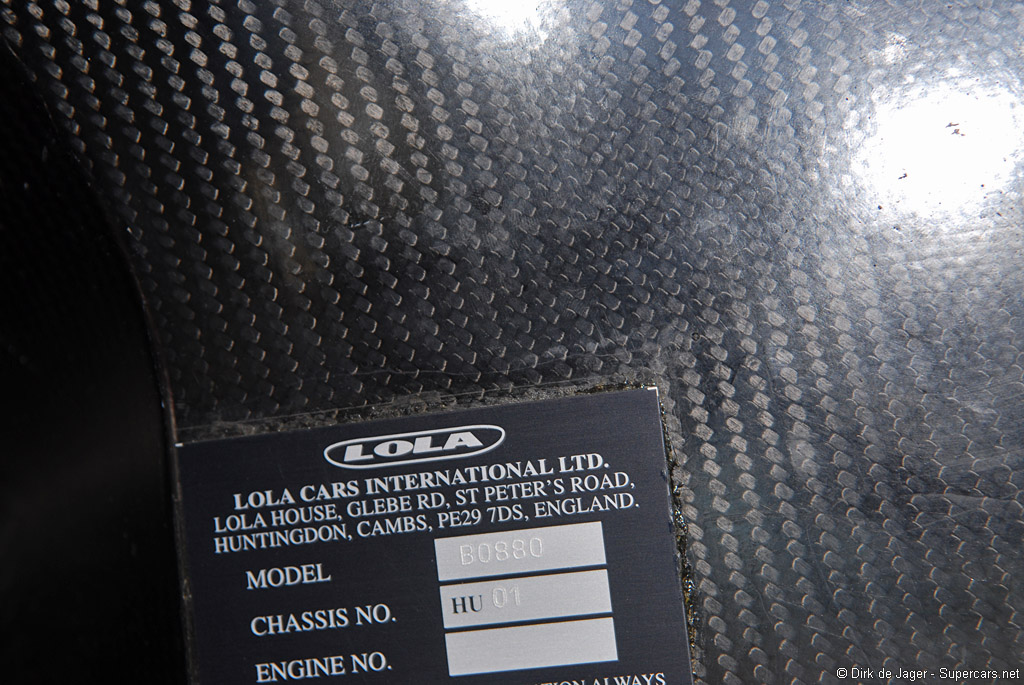 LOLA
LOLA CARS INTERNATIONAL LTD.
LOLA HOUSE, GLEBE RD, ST PETER'S ROAD,
HUNTINGDON, CAMBS, PE29 7DS, ENGLAND.
MODEL B0880
CHASSIS NO. HU 01
ENGINE NO.
ALWAYS
© Dirk de Jager - Supercars.net